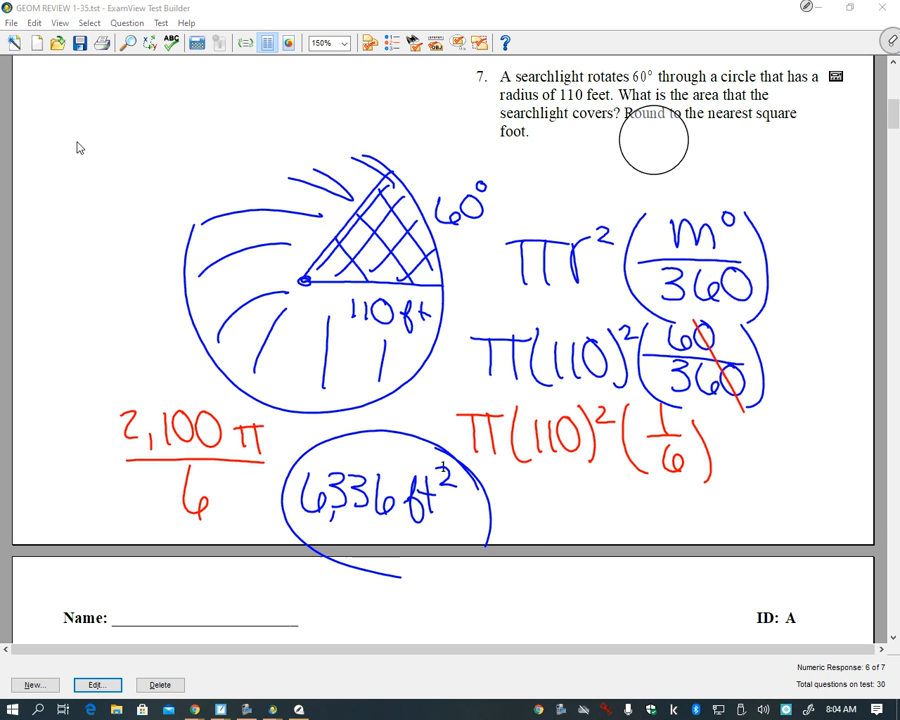 GEOM REVIEW 1-35.tst - ExamView Test Builder
File Edit View Select Question Test Help
ABC 150%
7. A searchlight rotates 60° through a circle that has a
radius of 110 feet. What is the area that the
searchlight covers? Round to the nearest square
foot.
60°
πr² (m°/360)
110 ft
π(110)² (60/360)
π(110)² (1/6)
2,100 π
6
6,336 ft²
Name: ____________________
ID: A
Numeric Response: 6 of 7
Total questions on test: 30
New... Edit... Delete
8:04 AM